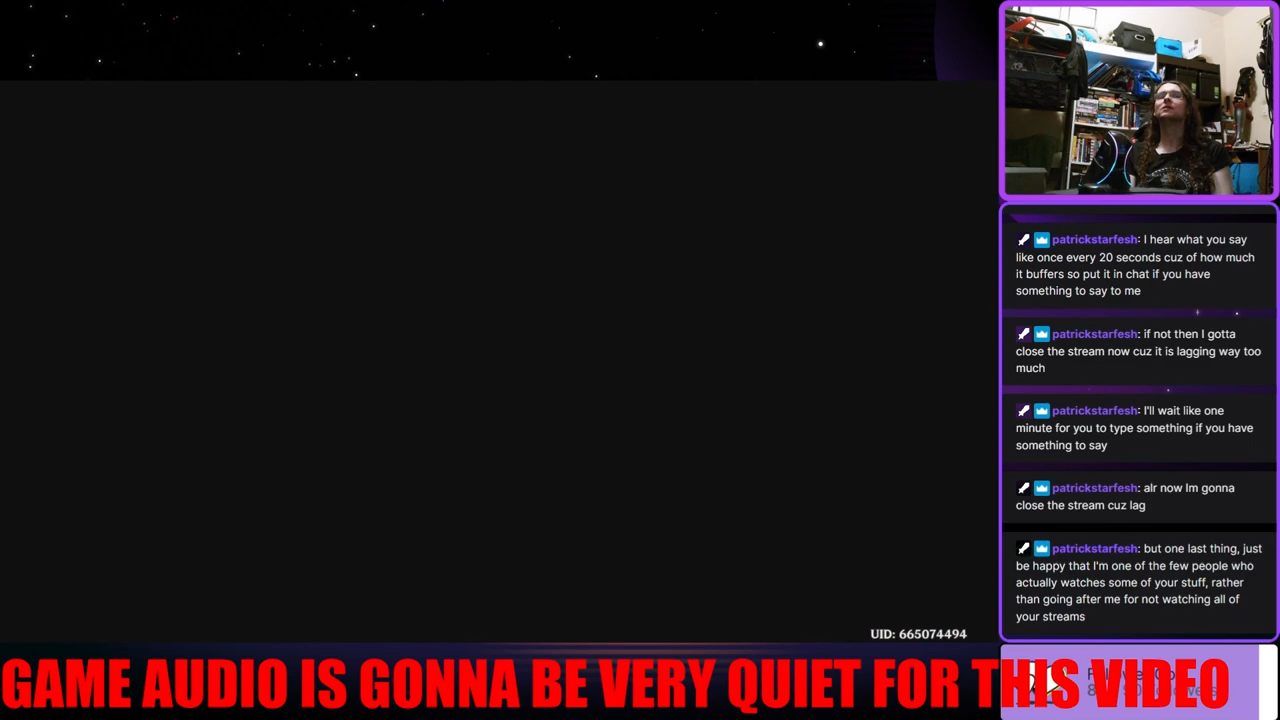 patrickstarfesh: I hear what you say
like once every 20 seconds cuz of how much
it buffers so put it in chat if you have
something to say to me
patrickstarfesh: if not then I gotta
close the stream now cuz it is lagging way too
much
patrickstarfesh: I'll wait like one
minute for you to type something if you have
something to say
patrickstarfesh: alr now Im gonna
close the stream cuz lag
patrickstarfesh: but one last thing, just
be happy that I'm one of the few people who
actually watches some of your stuff, rather
than going after me for not watching all of
your streams
UID: 665074494
GAME AUDIO IS GONNA BE VERY QUIET FOR THIS VIDEO